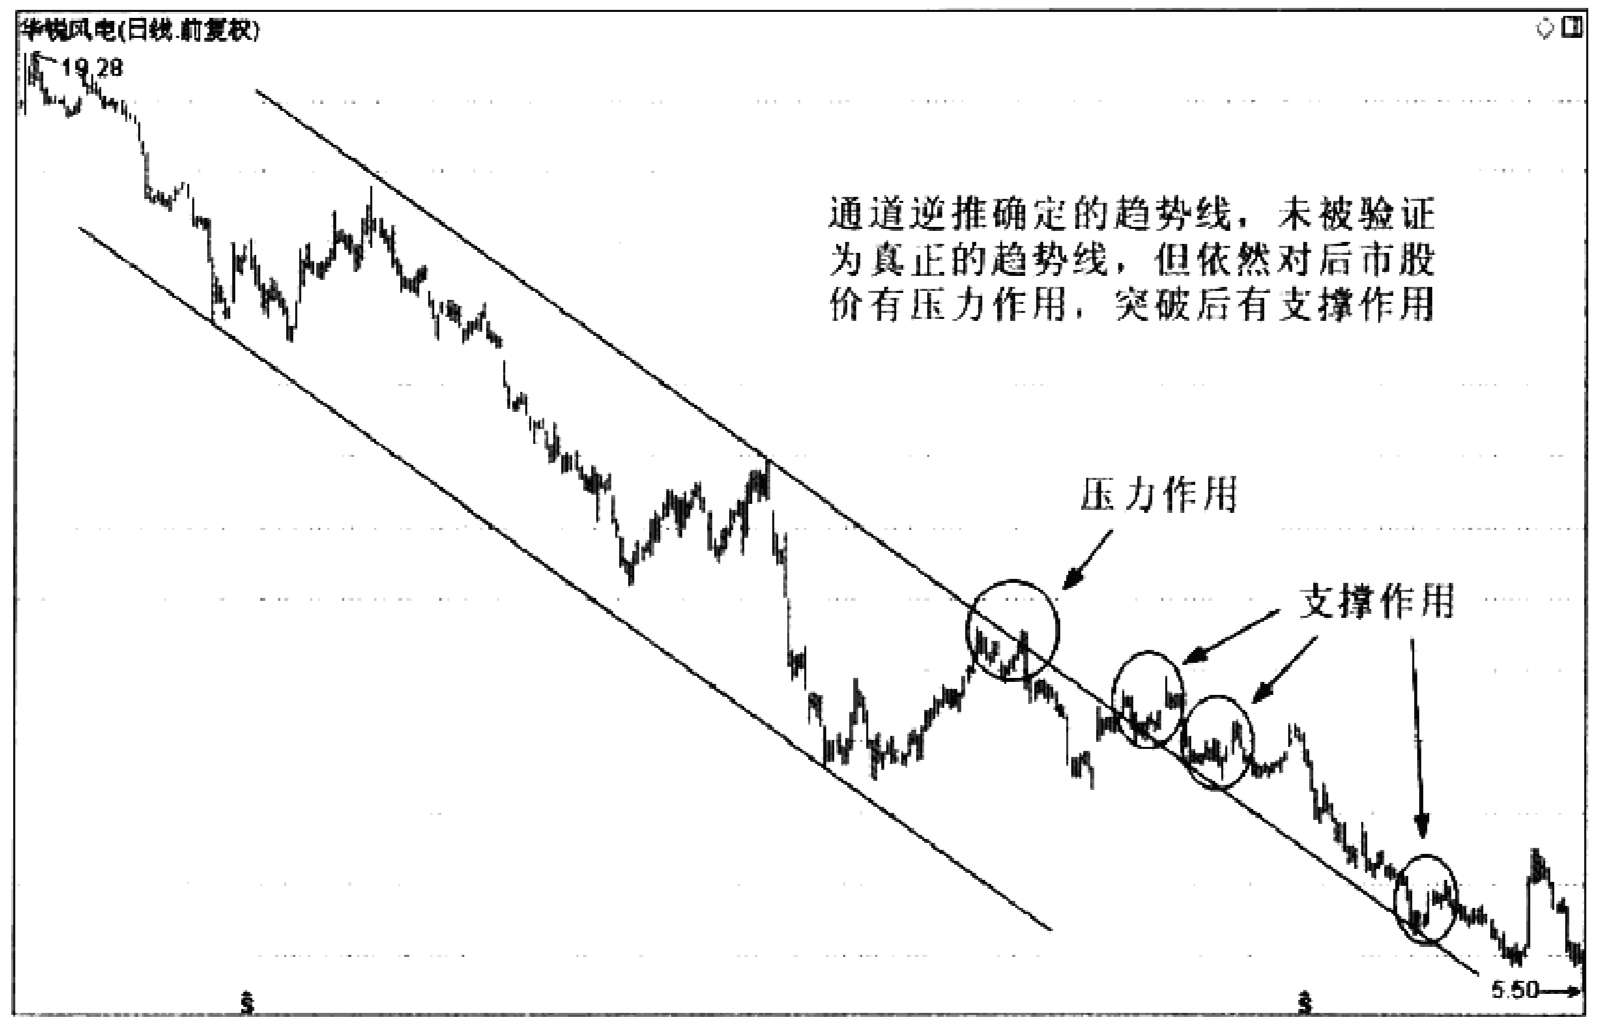 华锐风电(日线.前复权)
19.28
通道逆推确定的趋势线，未被验证
为真正的趋势线，但依然对后市股
价有压力作用，突破后有支撑作用
压力作用
支撑作用
5.50
S S